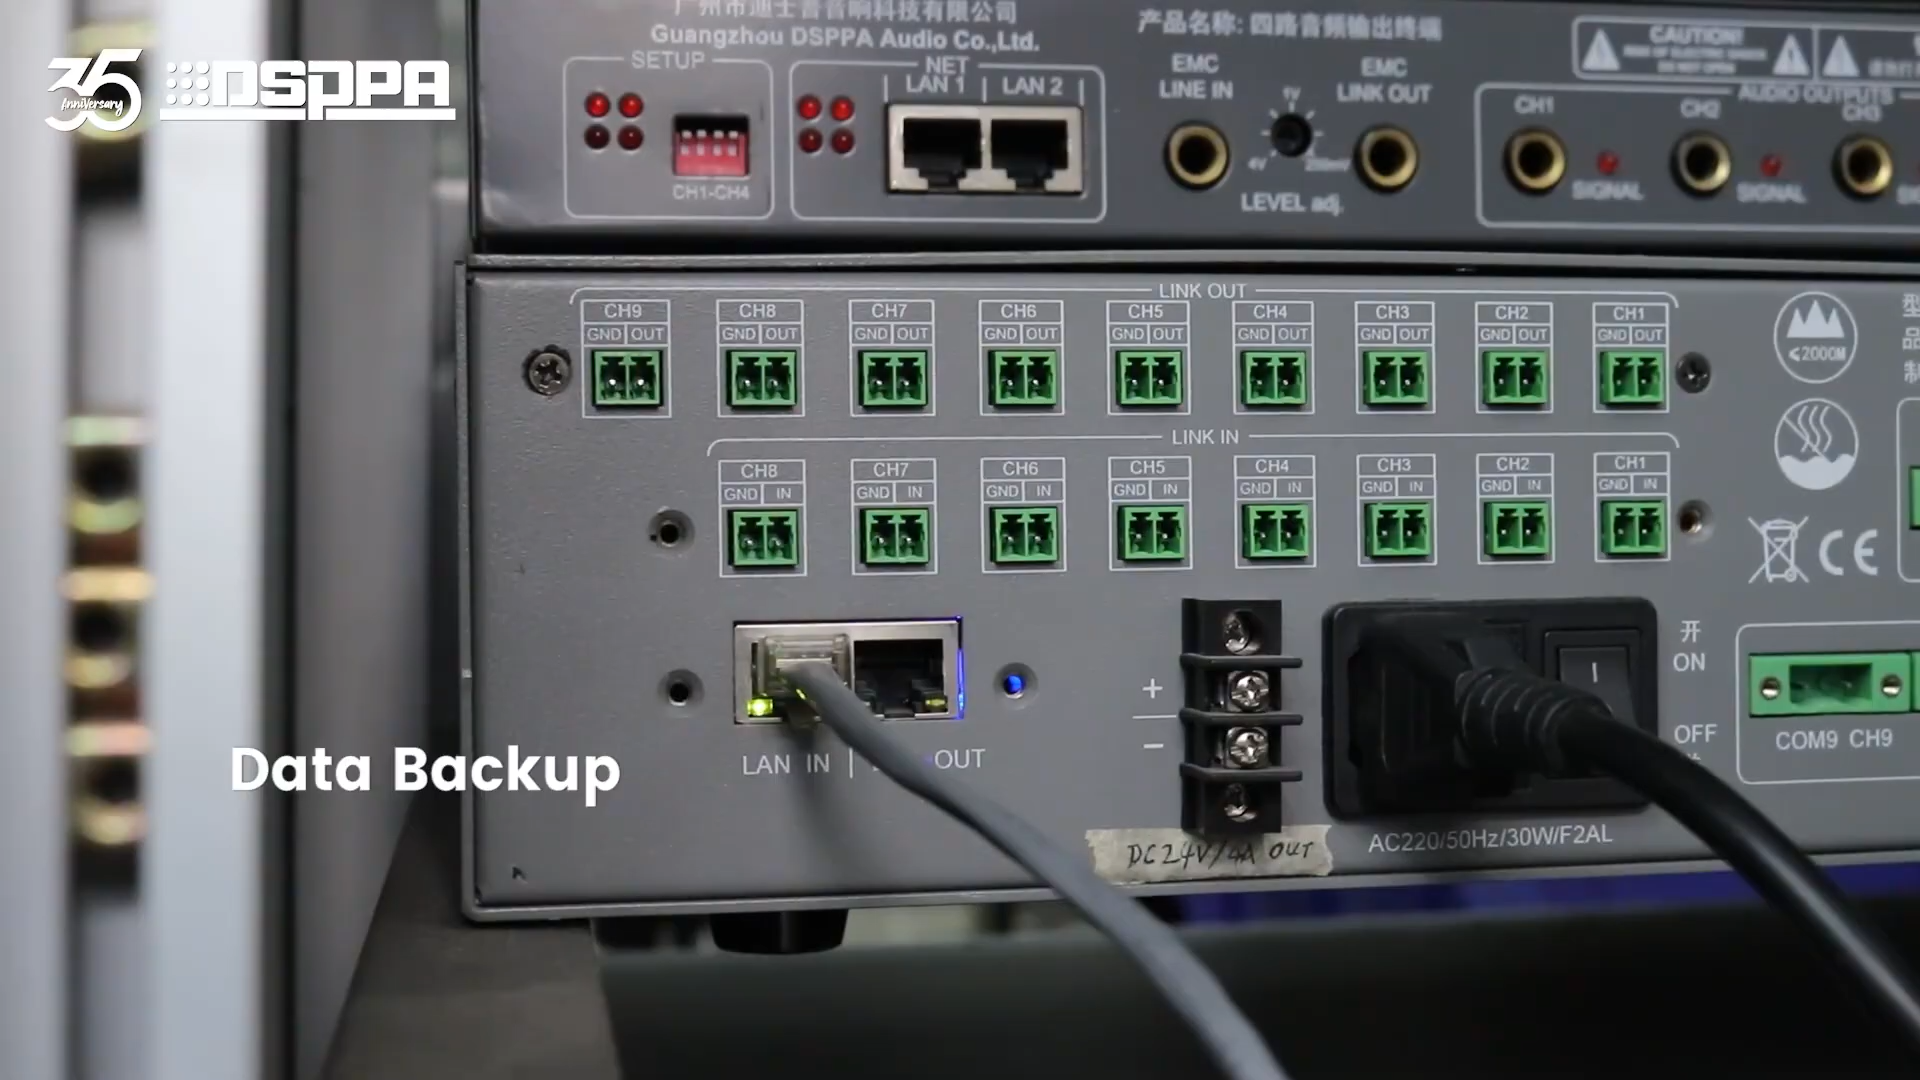 35 Anniversary DSPPA
广州市迪士普音响科技有限公司
Guangzhou DSPPA Audio Co.,Ltd.
产品名称: 四路音频输出终端
SETUP
CH1-CH4
NET
LAN 1 | LAN 2
EMC
LINE IN
1V
4V
LEVEL adj.
EMC
LINK OUT
CAUTION!
AUDIO OUTPUTS
CH1 CH2 CH3
SIGNAL SIGNAL
LINK OUT
CH9 CH8 CH7 CH6 CH5 CH4 CH3 CH2 CH1
GND OUT GND OUT GND OUT GND OUT GND OUT GND OUT GND OUT GND OUT GND OUT
LINK IN
CH8 CH7 CH6 CH5 CH4 CH3 CH2 CH1
GND IN GND IN GND IN GND IN GND IN GND IN GND IN GND IN
≤2000M
型
品
制
CE
LAN IN | OUT
+
−
DC24V/4A OUT
I
开
ON
OFF
AC220/50Hz/30W/F2AL
COM9 CH9
Data Backup